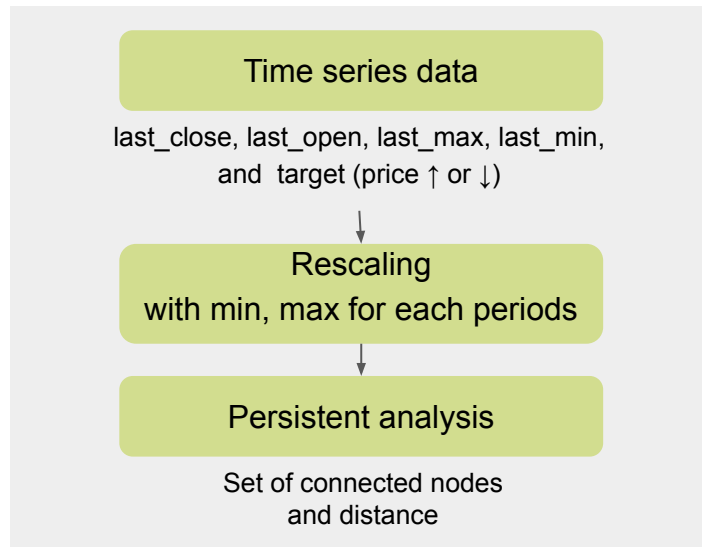 Time series data
last_close, last_open, last_max, last_min,
and target (price ↑ or ↓)
Rescaling
with min, max for each periods
Persistent analysis
Set of connected nodes
and distance